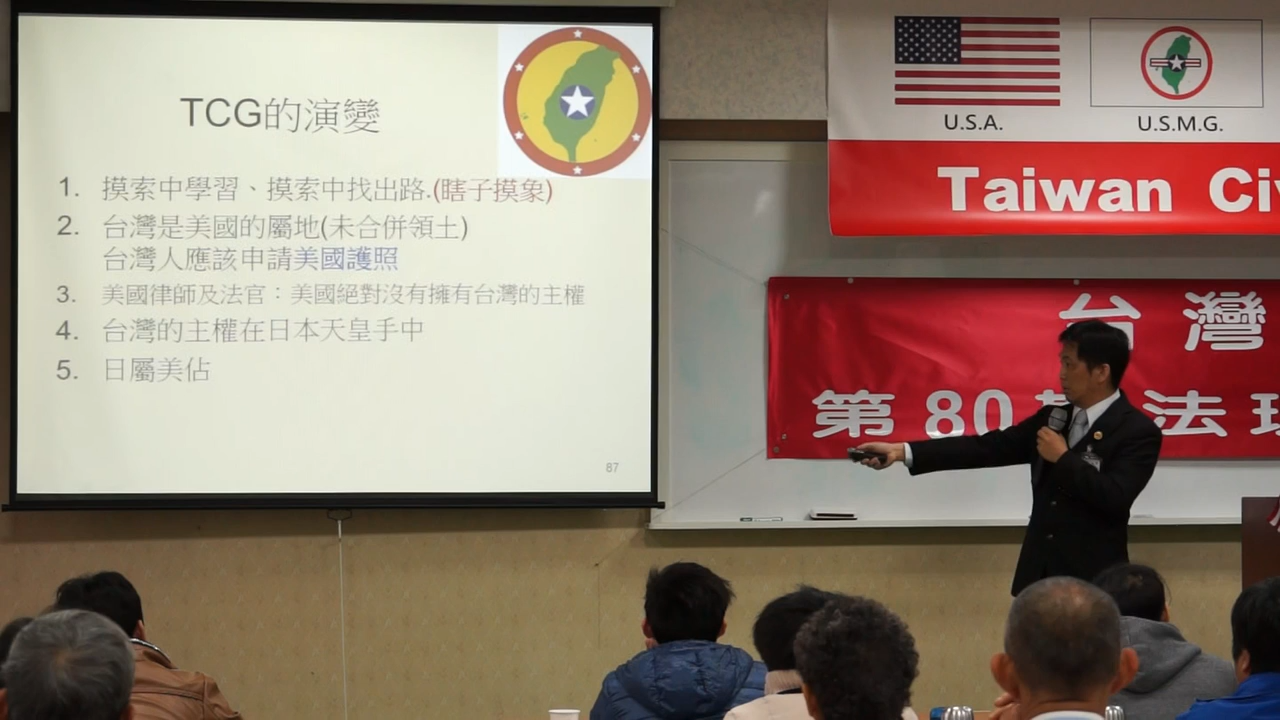 TCG的演變
1. 摸索中學習、摸索中找出路.(瞎子摸象)
2. 台灣是美國的屬地(未合併領土)
台灣人應該申請美國護照
3. 美國律師及法官：美國絕對沒有擁有台灣的主權
4. 台灣的主權在日本天皇手中
5. 日屬美佔
87
U.S.A.
U.S.M.G.
Taiwan Civ
台灣
第80 法